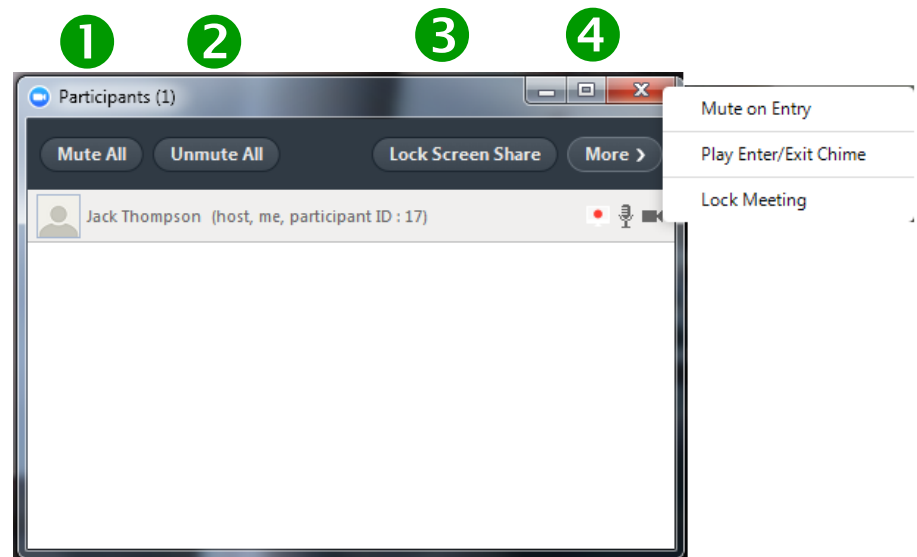 1 2 3 4
Participants (1)
Mute All Unmute All Lock Screen Share More >
Jack Thompson (host, me, participant ID : 17)
Mute on Entry
Play Enter/Exit Chime
Lock Meeting